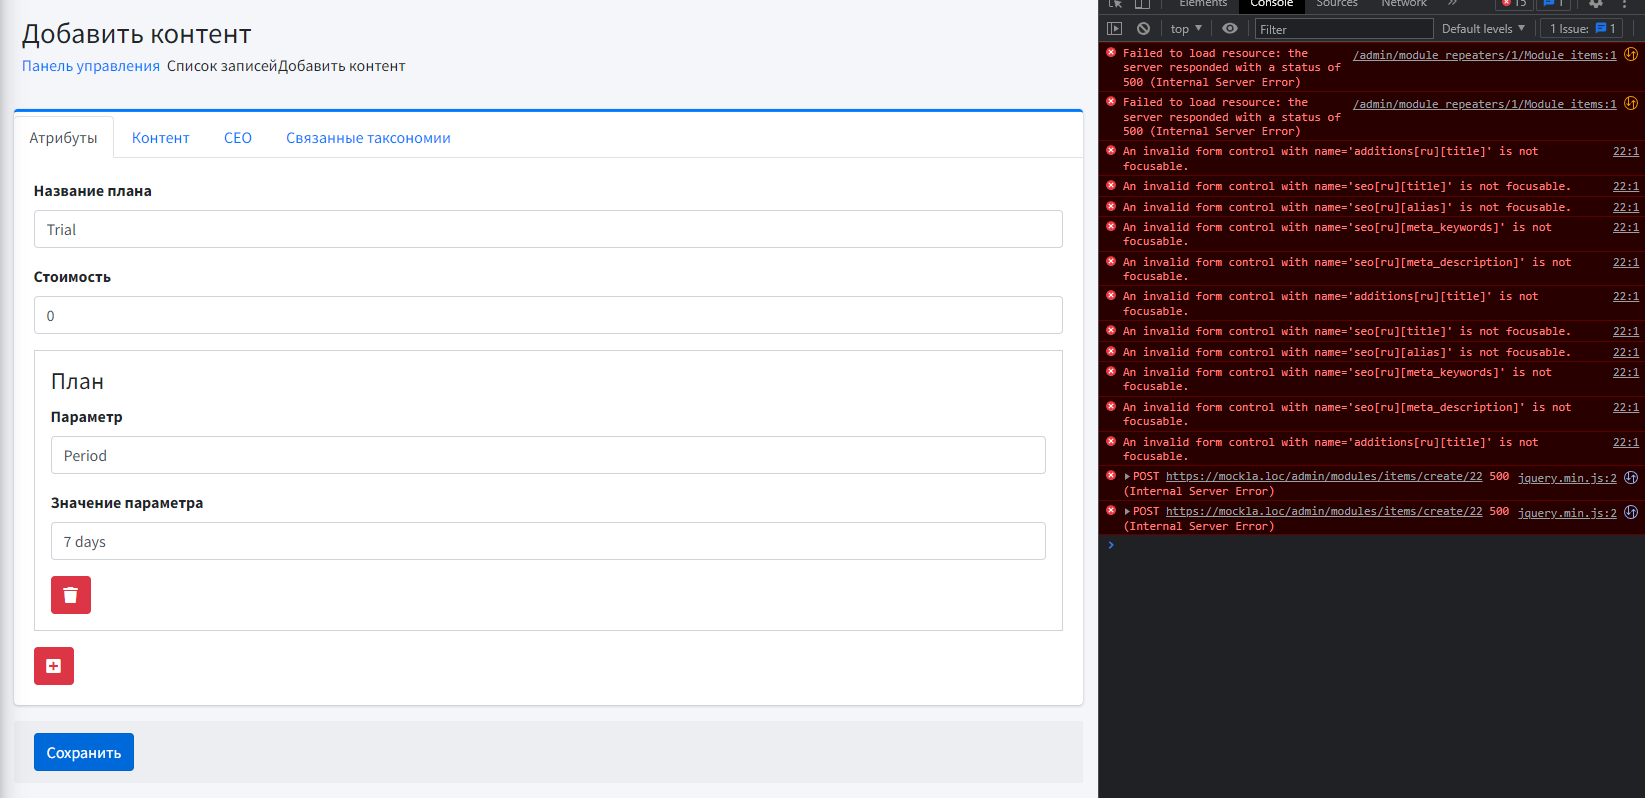 Добавить контент
Панель управления Список записейДобавить контент
Атрибуты Контент СЕО Связанные таксономии
Название плана
Trial
Стоимость
0
План
Параметр
Period
Значение параметра
7 days
Сохранить
Elements Console Sources Network » 15 1
top ▼ Filter Default levels ▼ 1 Issue: 1
Failed to load resource: the /admin/module_repeaters/1/Module_items:1
server responded with a status of
500 (Internal Server Error)
Failed to load resource: the /admin/module_repeaters/1/Module_items:1
server responded with a status of
500 (Internal Server Error)
An invalid form control with name='additions[ru][title]' is not 22:1
focusable.
An invalid form control with name='seo[ru][title]' is not focusable. 22:1
An invalid form control with name='seo[ru][alias]' is not focusable. 22:1
An invalid form control with name='seo[ru][meta_keywords]' is not 22:1
focusable.
An invalid form control with name='seo[ru][meta_description]' is not 22:1
focusable.
An invalid form control with name='additions[ru][title]' is not 22:1
focusable.
An invalid form control with name='seo[ru][title]' is not focusable. 22:1
An invalid form control with name='seo[ru][alias]' is not focusable. 22:1
An invalid form control with name='seo[ru][meta_keywords]' is not 22:1
focusable.
An invalid form control with name='seo[ru][meta_description]' is not 22:1
focusable.
An invalid form control with name='additions[ru][title]' is not 22:1
focusable.
▶POST https://mockla.loc/admin/modules/items/create/22 500 jquery.min.js:2
(Internal Server Error)
▶POST https://mockla.loc/admin/modules/items/create/22 500 jquery.min.js:2
(Internal Server Error)